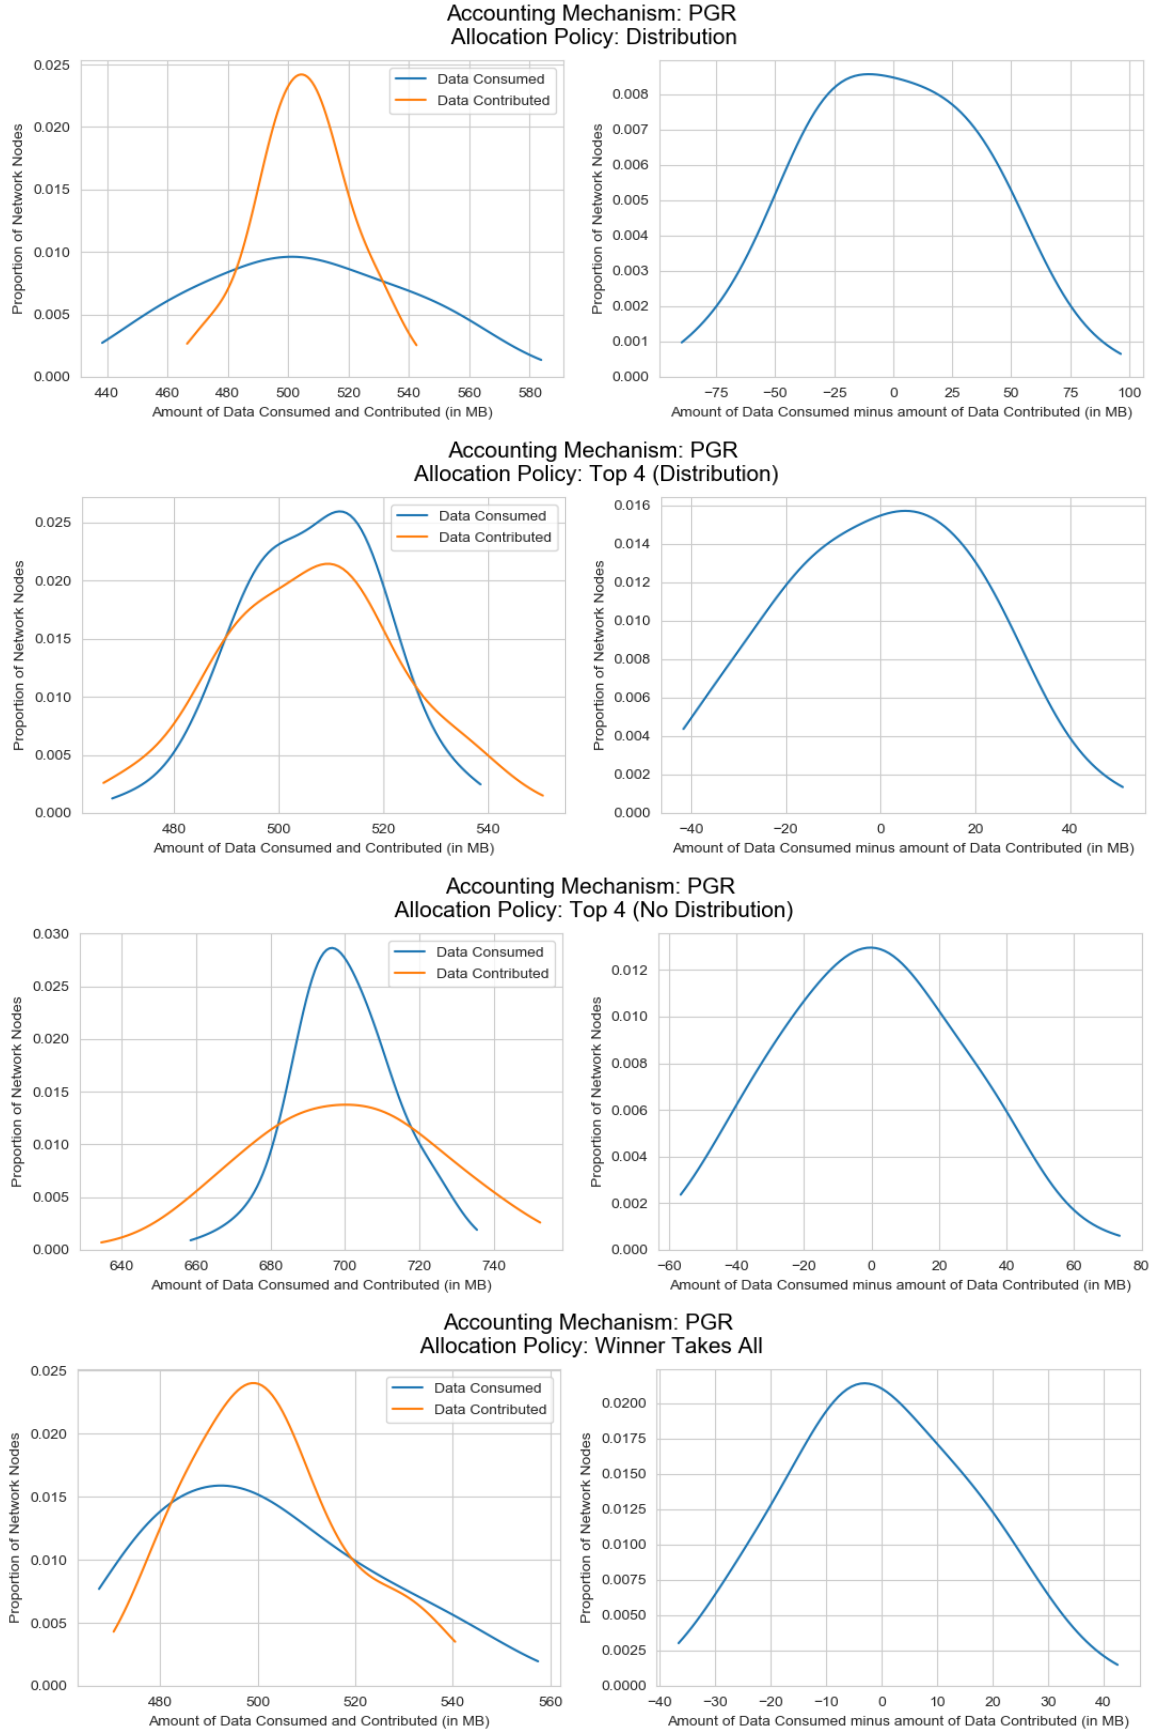 Accounting Mechanism: PGR
Allocation Policy: Distribution
0.025
0.020
0.015
0.010
0.005
0.000
Proportion of Network Nodes
Data Consumed
Data Contributed
440 460 480 500 520 540 560 580
Amount of Data Consumed and Contributed (in MB)
0.008
0.007
0.006
0.005
0.004
0.003
0.002
0.001
0.000
Proportion of Network Nodes
−75 −50 −25 0 25 50 75 100
Amount of Data Consumed minus amount of Data Contributed (in MB)
Accounting Mechanism: PGR
Allocation Policy: Top 4 (Distribution)
0.025
0.020
0.015
0.010
0.005
0.000
Proportion of Network Nodes
Data Consumed
Data Contributed
480 500 520 540
Amount of Data Consumed and Contributed (in MB)
0.016
0.014
0.012
0.010
0.008
0.006
0.004
0.002
0.000
Proportion of Network Nodes
−40 −20 0 20 40
Amount of Data Consumed minus amount of Data Contributed (in MB)
Accounting Mechanism: PGR
Allocation Policy: Top 4 (No Distribution)
0.030
0.025
0.020
0.015
0.010
0.005
0.000
Proportion of Network Nodes
Data Consumed
Data Contributed
640 660 680 700 720 740
Amount of Data Consumed and Contributed (in MB)
0.012
0.010
0.008
0.006
0.004
0.002
0.000
Proportion of Network Nodes
−60 −40 −20 0 20 40 60 80
Amount of Data Consumed minus amount of Data Contributed (in MB)
Accounting Mechanism: PGR
Allocation Policy: Winner Takes All
0.025
0.020
0.015
0.010
0.005
0.000
Proportion of Network Nodes
Data Consumed
Data Contributed
480 500 520 540 560
Amount of Data Consumed and Contributed (in MB)
0.0200
0.0175
0.0150
0.0125
0.0100
0.0075
0.0050
0.0025
0.0000
Proportion of Network Nodes
−40 −30 −20 −10 0 10 20 30 40
Amount of Data Consumed minus amount of Data Contributed (in MB)